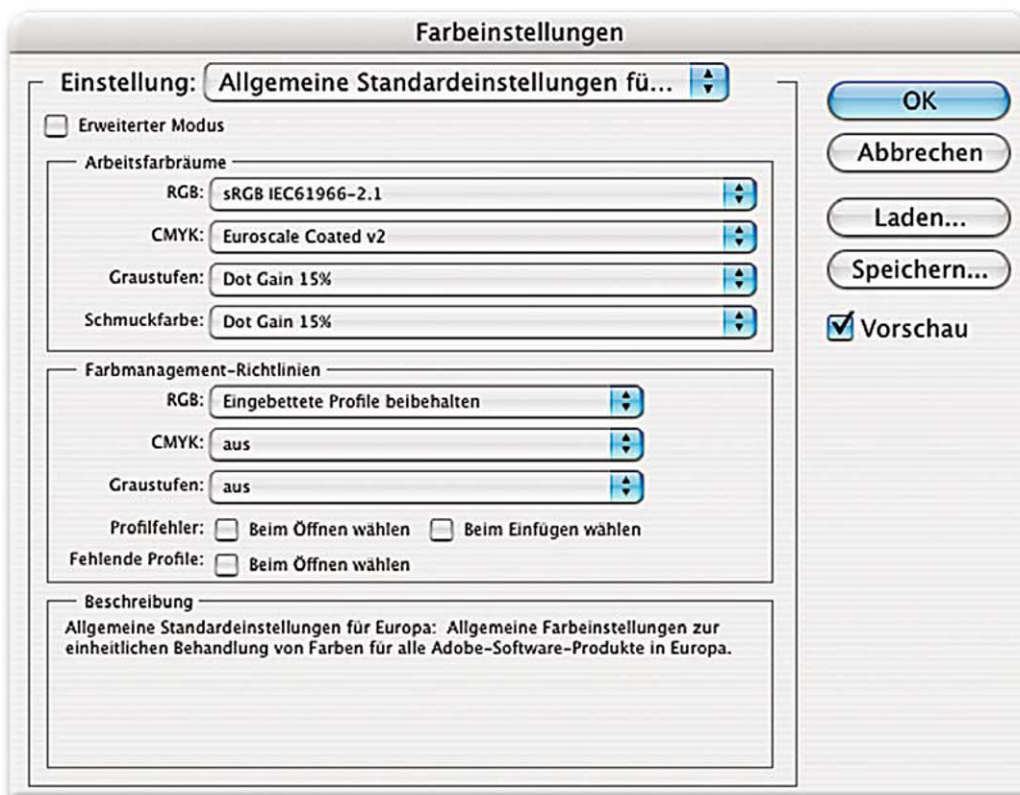 Farbeinstellungen
Einstellung: Allgemeine Standardeinstellungen fü...
OK
Erweiterter Modus
Abbrechen
Arbeitsfarbräume
RGB: sRGB IEC61966-2.1
Laden...
CMYK: Euroscale Coated v2
Speichern...
Graustufen: Dot Gain 15%
Schmuckfarbe: Dot Gain 15%
Vorschau
Farbmanagement-Richtlinien
RGB: Eingebettete Profile beibehalten
CMYK: aus
Graustufen: aus
Profilfehler: Beim Öffnen wählen Beim Einfügen wählen
Fehlende Profile: Beim Öffnen wählen
Beschreibung
Allgemeine Standardeinstellungen für Europa: Allgemeine Farbeinstellungen zur
einheitlichen Behandlung von Farben für alle Adobe-Software-Produkte in Europa.